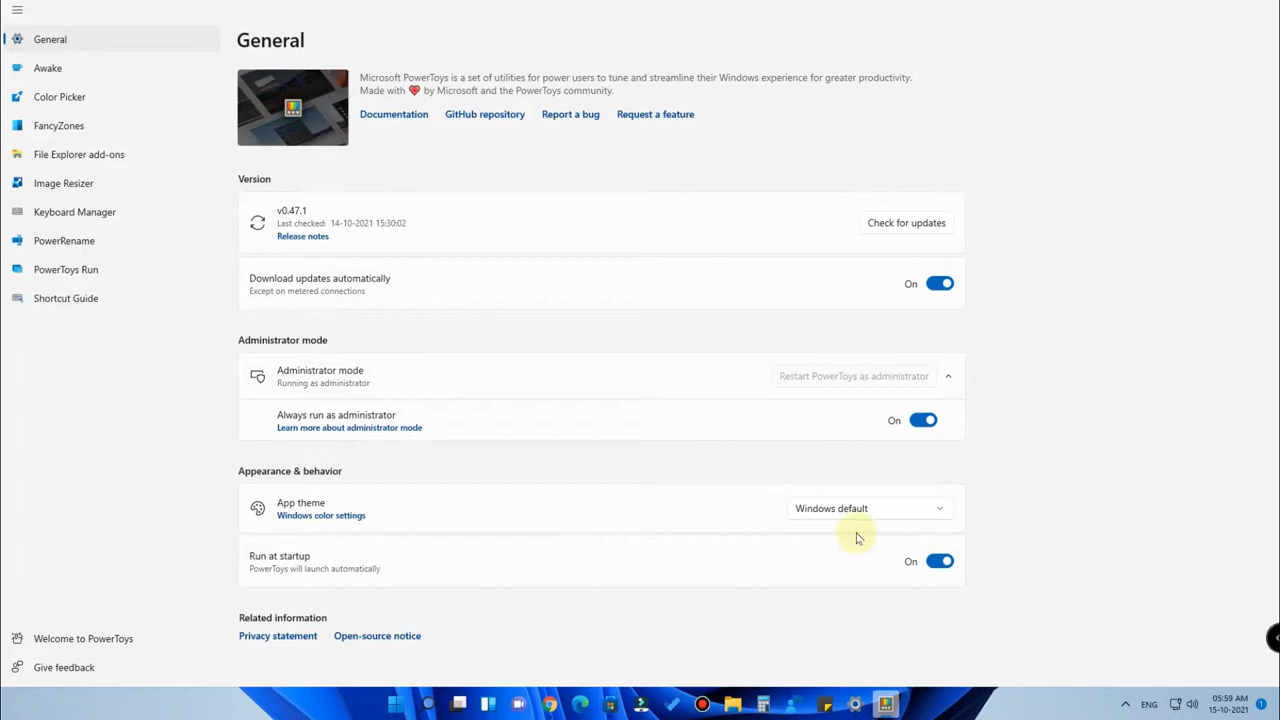 General
Awake
Color Picker
FancyZones
File Explorer add-ons
Image Resizer
Keyboard Manager
PowerRename
PowerToys Run
Shortcut Guide
Welcome to PowerToys
Give feedback
General
Microsoft PowerToys is a set of utilities for power users to tune and streamline their Windows experience for greater productivity.
Made with ❤ by Microsoft and the PowerToys community.
Documentation GitHub repository Report a bug Request a feature
Version
v0.47.1
Last checked: 14-10-2021 15:30:02
Release notes
Check for updates
Download updates automatically
Except on metered connections
On
Administrator mode
Administrator mode
Running as administrator
Restart PowerToys as administrator
Always run as administrator
Learn more about administrator mode
On
Appearance & behavior
App theme
Windows color settings
Windows default
Run at startup
PowerToys will launch automatically
On
Related information
Privacy statement Open-source notice
ENG
05:59 AM
15-10-2021
1